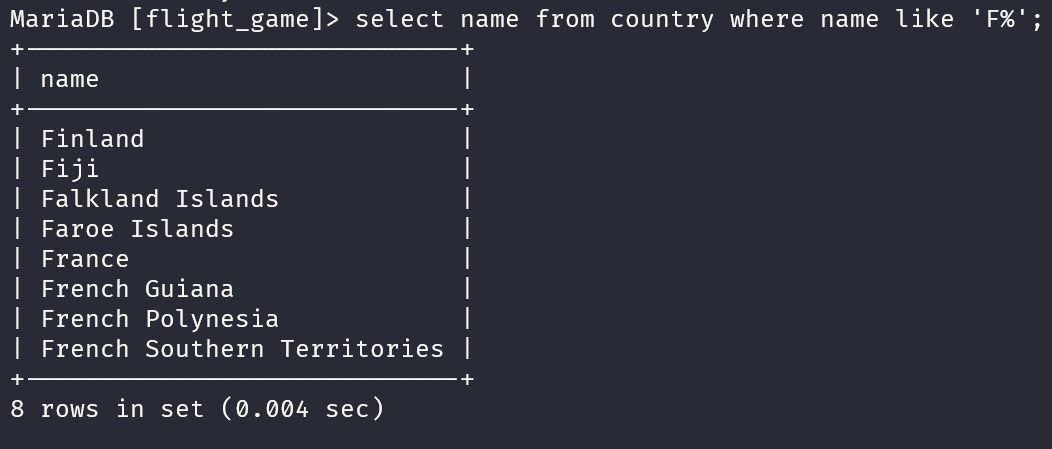 MariaDB [flight_game]> select name from country where name like 'F%';
+------------------------------+
| name                         |
+------------------------------+
| Finland                      |
| Fiji                         |
| Falkland Islands             |
| Faroe Islands                |
| France                       |
| French Guiana                |
| French Polynesia             |
| French Southern Territories |
+------------------------------+
8 rows in set (0.004 sec)